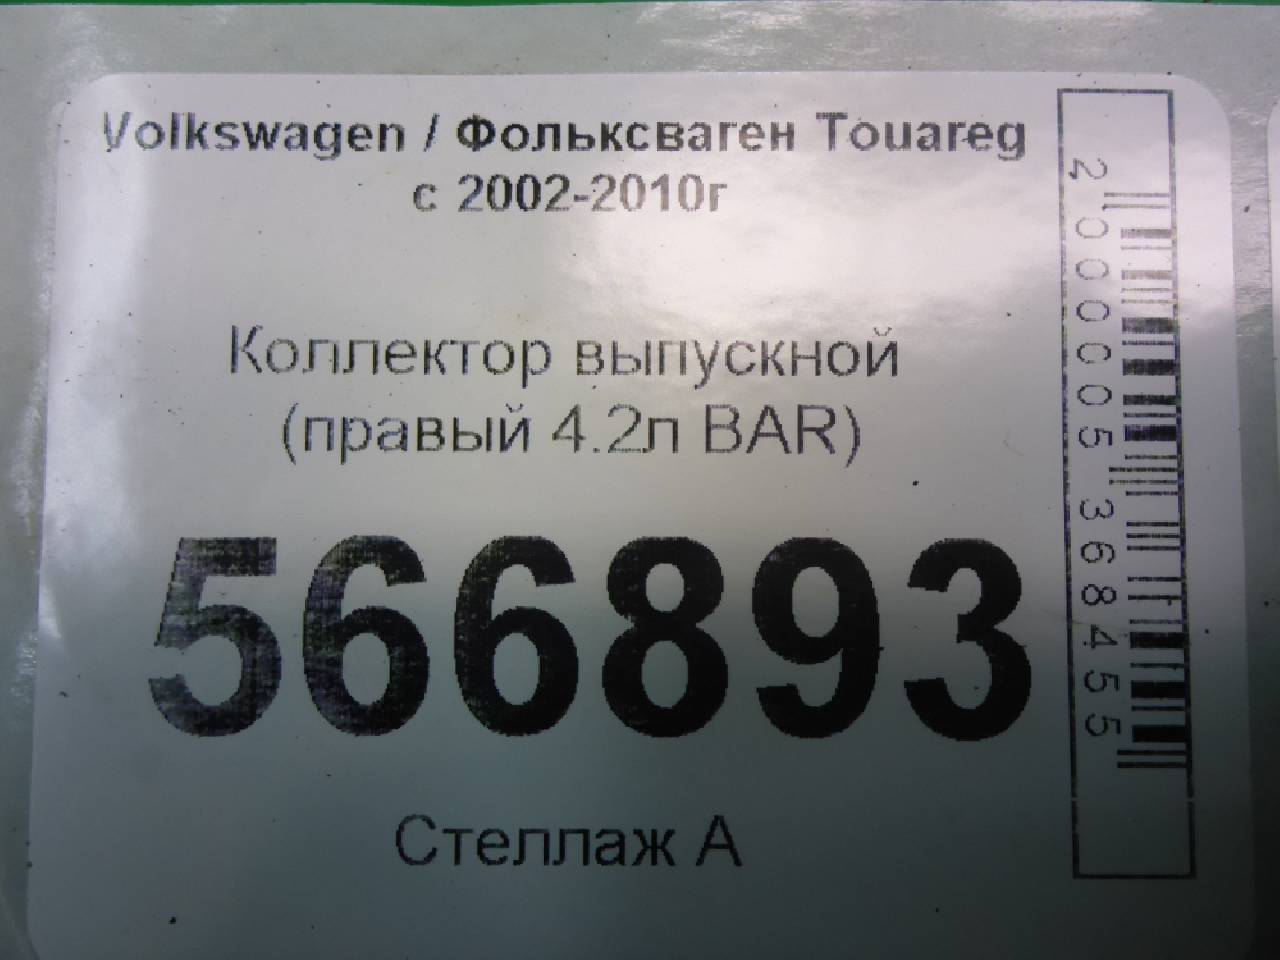 Volkswagen / Фольксваген Touareg
с 2002-2010г
Коллектор выпускной
(правый 4.2л BAR)
566893
Стеллаж А
2000005368455